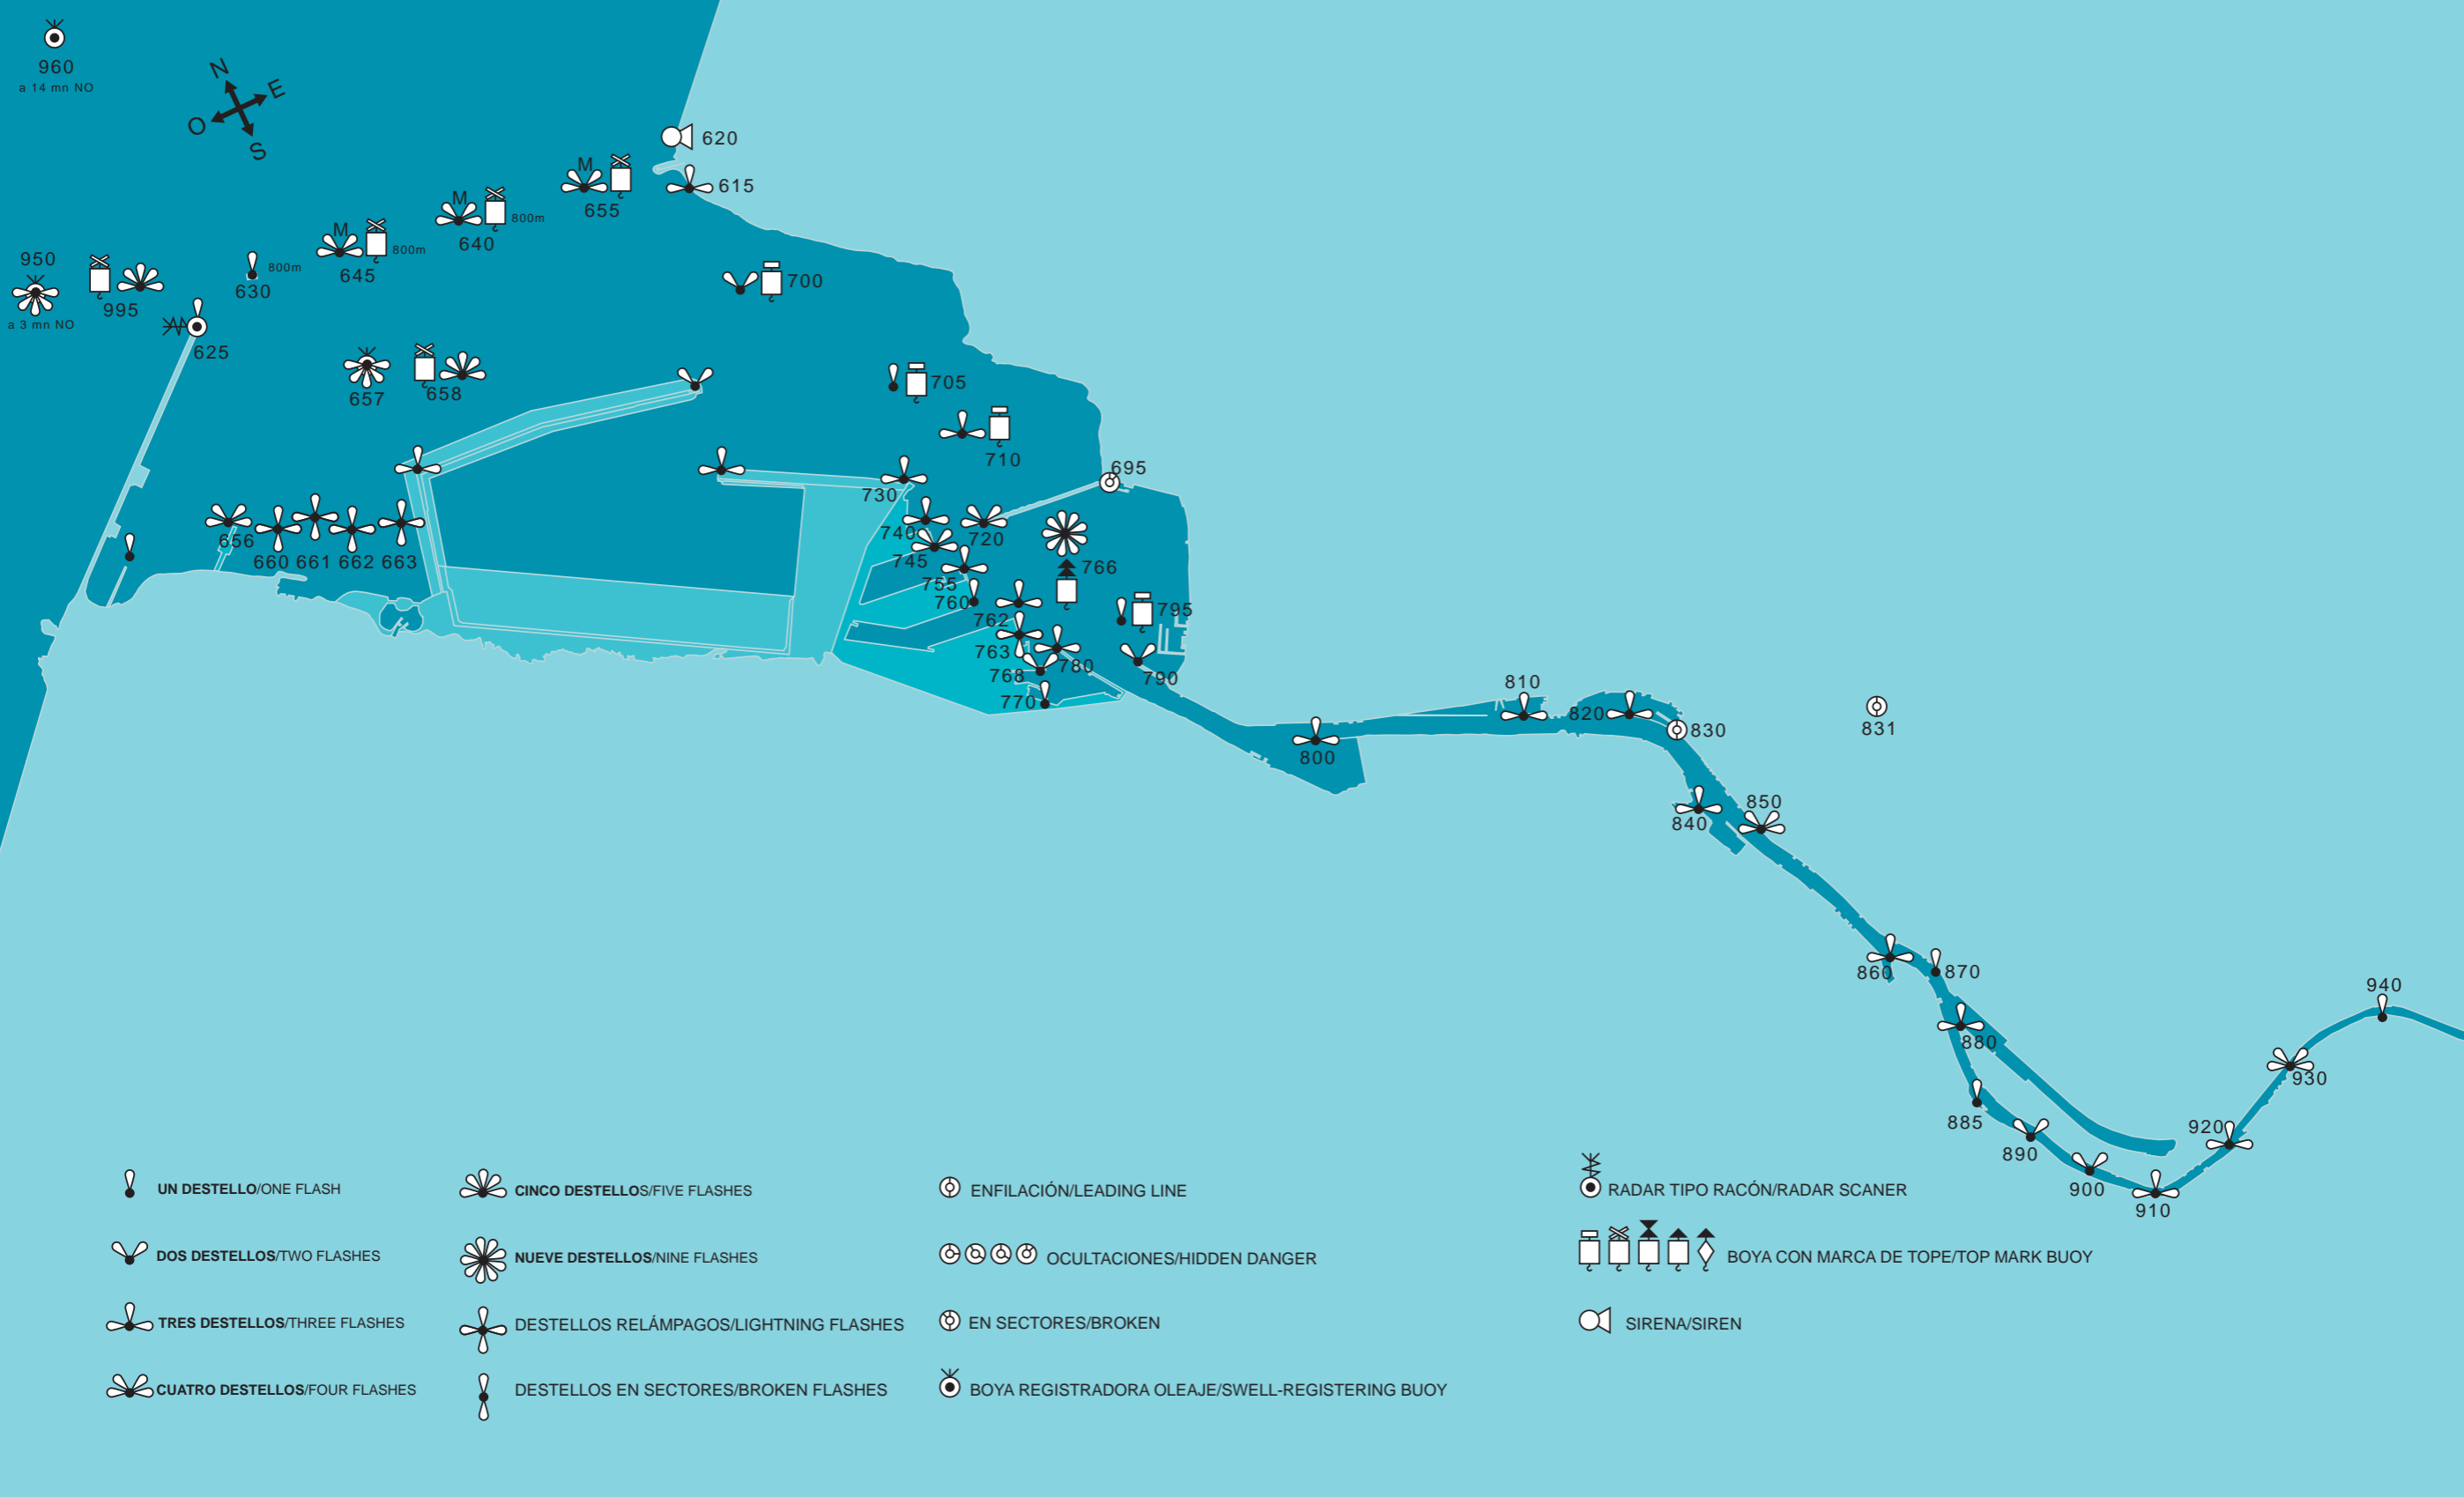 960
a 14 mn NO
N
E
O
S
620
M
655
615
M
640
800m
M
645
800m
800m
630
950
a 3 mn NO
995
625
700
657
658
705
710
695
730
740
720
745
755
760
762
763
766
768
770
780
790
795
656
660
661
662
663
800
810
820
830
831
840
850
860
870
880
885
890
900
910
920
930
940
UN DESTELLO/ONE FLASH
DOS DESTELLOS/TWO FLASHES
TRES DESTELLOS/THREE FLASHES
CUATRO DESTELLOS/FOUR FLASHES
CINCO DESTELLOS/FIVE FLASHES
NUEVE DESTELLOS/NINE FLASHES
DESTELLOS RELÁMPAGOS/LIGHTNING FLASHES
DESTELLOS EN SECTORES/BROKEN FLASHES
ENFILACIÓN/LEADING LINE
OCULTACIONES/HIDDEN DANGER
EN SECTORES/BROKEN
BOYA REGISTRADORA OLEAJE/SWELL-REGISTERING BUOY
RADAR TIPO RACÓN/RADAR SCANER
BOYA CON MARCA DE TOPE/TOP MARK BUOY
SIRENA/SIREN